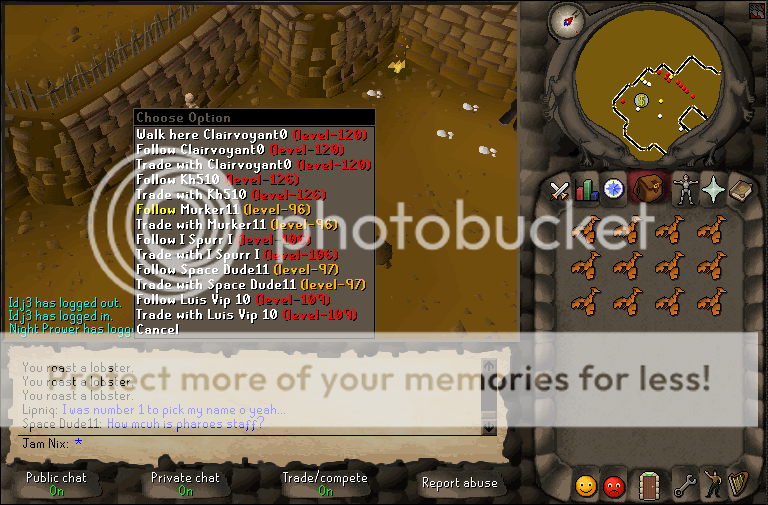 Choose Option
Walk here Clairvoyant0 (level-120)
Follow Clairvoyant0 (level-120)
Trade with Clairvoyant0 (level-120)
Follow Kh510 (level-126)
Trade with Kh510 (level-126)
Follow Murker11 (level-96)
Trade with Murker11 (level-96)
Follow I Spurr I (level-106)
Trade with I Spurr I (level-106)
Follow Space Dude11 (level-97)
Trade with Space Dude11 (level-97)
Follow Luis Vip 10 (level-109)
Trade with Luis Vip 10 (level-109)
Cancel
photobucket
Idj3 has logged out.
Idj3 has logged in.
Night Prower has logg
Protect more of your memories for less!
You roast a lobster.
You roast a lobster.
You roast a lobster.
Lipniq: I was number 1 to pick my name o yeah...
Space Dude11: How mcuh is pharoes staff?
Jam Nix: *
Public chat
On
Private chat
On
Trade/compete
On
Report abuse